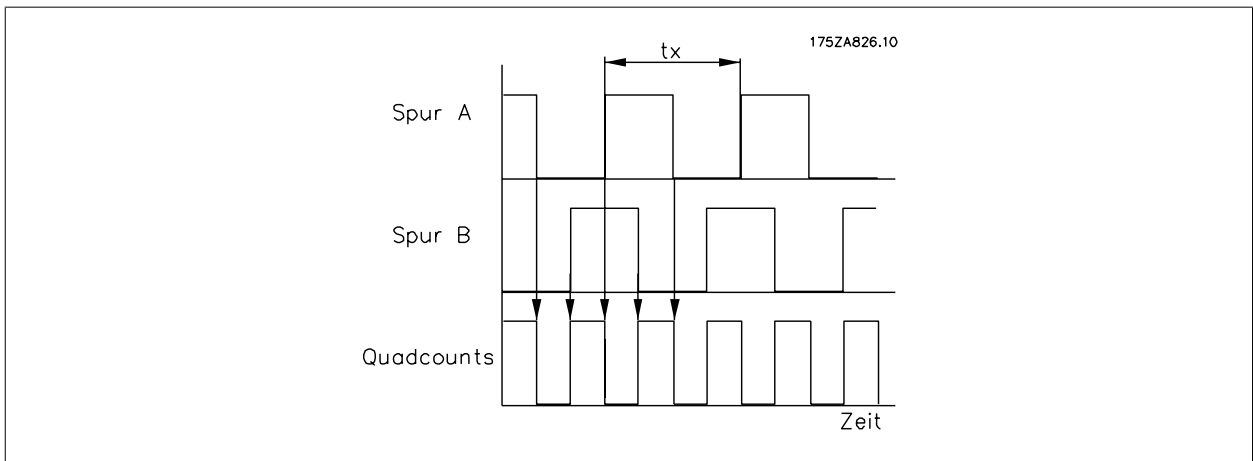 175ZA826.10
tx
Spur A
Spur B
Quadcounts
Zeit